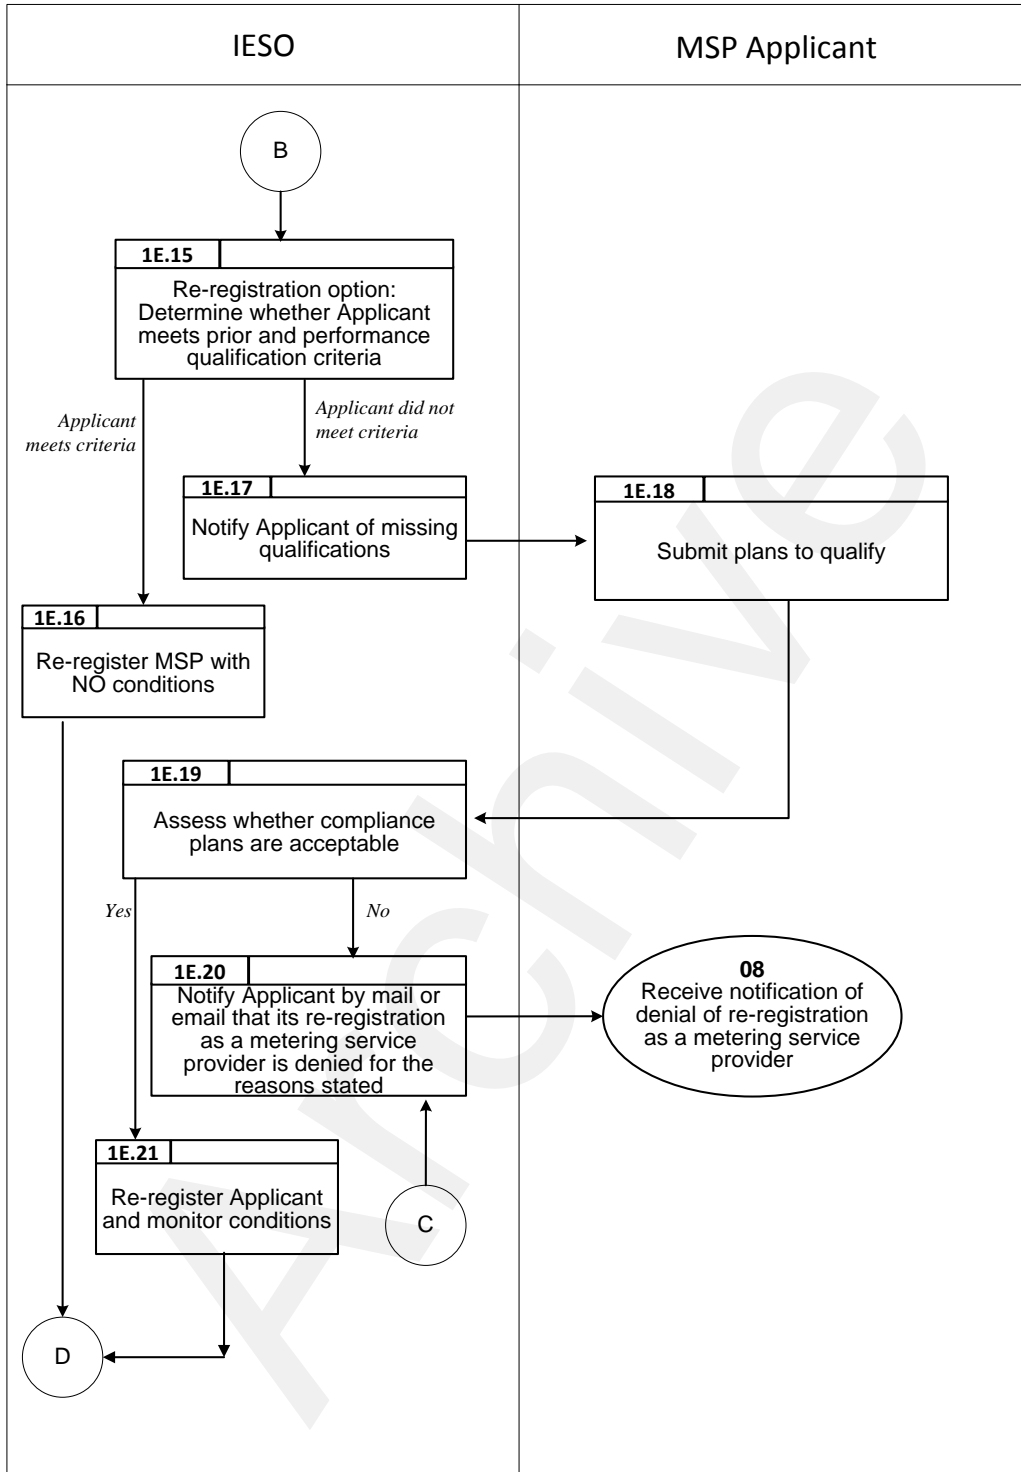 IESO
MSP Applicant
B
1E.15
Re-registration option:
Determine whether Applicant
meets prior and performance
qualification criteria
Applicant
meets criteria
Applicant did not
meet criteria
1E.17
Notify Applicant of missing
qualifications
1E.18
Submit plans to qualify
1E.16
Re-register MSP with
NO conditions
1E.19
Assess whether compliance
plans are acceptable
Yes
No
1E.20
Notify Applicant by mail or
email that its re-registration
as a metering service
provider is denied for the
reasons stated
08
Receive notification of
denial of re-registration
as a metering service
provider
1E.21
Re-register Applicant
and monitor conditions
C
D
Archive